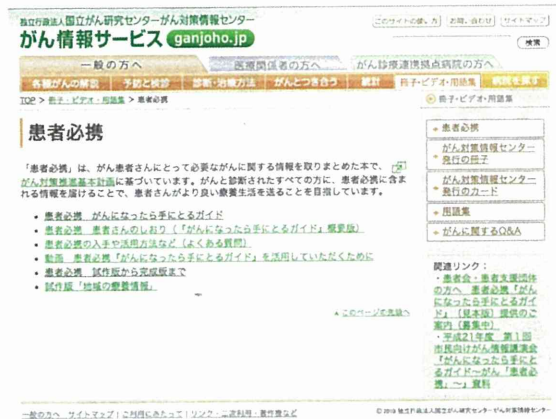 独立行政法人国立がん研究センターがん対策情報センター
がん情報サービス ganjoho.jp
このサイトの使い方 お問い合わせ サイトマップ
検索
一般の方へ 医療関係者の方へ がん診療連携拠点病院の方へ
各種がんの解説 予防と検診 診断・治療方法 がんとつき合う 統計 冊子・ビデオ・用語集 病院を探す
TOP > 冊子・ビデオ・用語集 > 患者必携
患者必携
「患者必携」は、がん患者さんにとって必要ながんに関する情報を取りまとめた本で、
がん対策推進基本計画に基づいています。がんと診断されたすべての方に、患者必携に含ま
れる情報を届けることで、患者さんがより良い療養生活を送ることを目指しています。
・患者必携 がんになったら手にとるガイド
・患者必携 患者さんのしおり(「がんになったら手にとるガイド」概要版)
・患者必携の入手や活用方法など(よくある質問)
・動画 患者必携「がんになったら手にとるガイド」を活用していただくために
・患者必携 試作版から完成版まで
・試作版「地域の療養情報」
▲このページの先頭へ
冊子・ビデオ・用語集
患者必携
がん対策情報センター
発行の冊子
がん対策情報センター
発行のカード
用語集
がんに関するQ&A
関連リンク:
・患者会・患者支援団体
の方へ 患者必携「がん
になったら手にとるガイ
ド」(見本版)提供のご
案内(募集中)
・平成21年度 第1回
市民向けがん情報講演会
「がんになったら手にと
るガイド~がん「患者必
携」~」資料
一般の方へ サイトマップ | ご利用にあたって | リンク・二次利用・著作権など
© 2010 独立行政法人国立がん研究センターがん対策情報センター